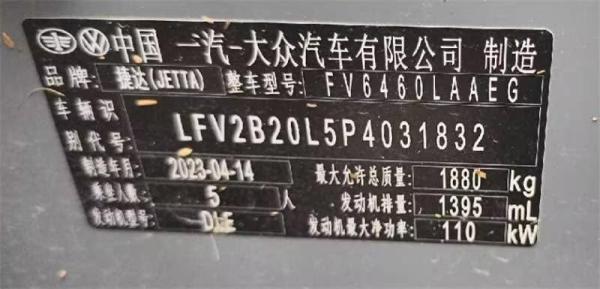 中国 一汽-大众汽车有限公司 制造
品牌: 捷达(JETTA) 整车型号: FV6460LAAEG
车辆识别代号: LFV2B20L5P4031832
制造年月: 2023-04-14 最大允许总质量: 1880 kg
乘坐人数: 5 人 发动机排量: 1395 mL
发动机型号: DLE 发动机最大净功率: 110 kW